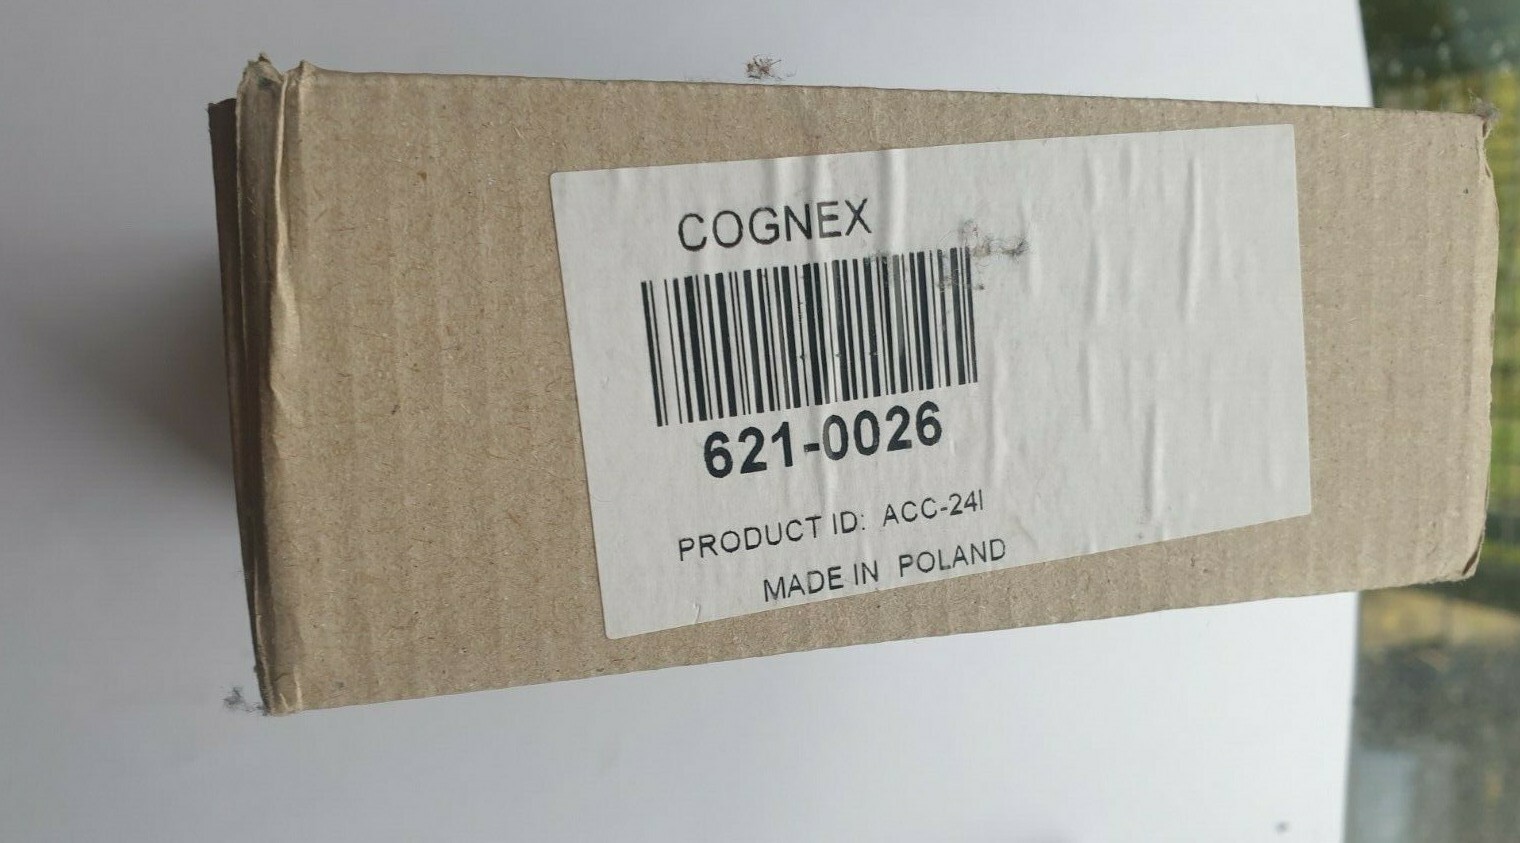 COGNEX
621-0026
PRODUCT ID: ACC-24I
MADE IN POLAND